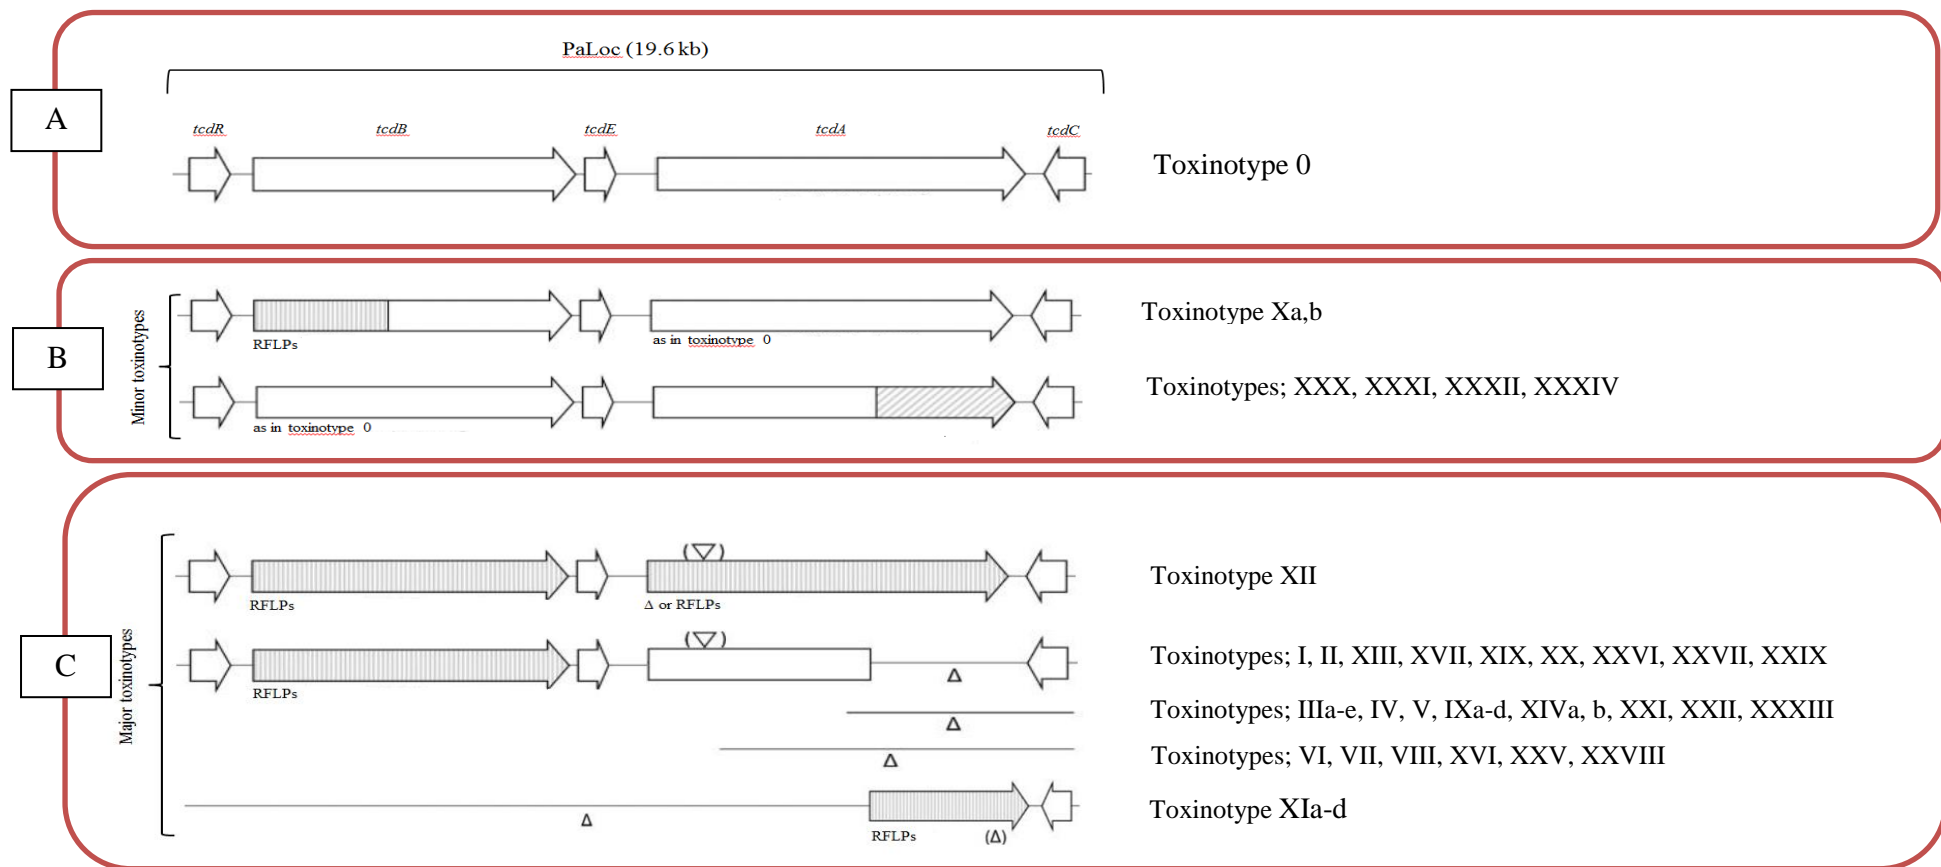 PaLoc (19.6 kb)
A
tcdR tcdB tcdE tcdA tcdC
Toxinotype 0
B
Minor toxinotypes
Toxinotype Xa,b
RFLPs
as in toxinotype 0
Toxinotypes; XXX, XXXI, XXXII, XXXIV
as in toxinotype 0
C
Major toxinotypes
(▽)
Toxinotype XII
RFLPs
Δ or RFLPs
(▽)
Toxinotypes; I, II, XIII, XVII, XIX, XX, XXVI, XXVII, XXIX
RFLPs
Δ
Toxinotypes; IIIa-e, IV, V, IXa-d, XIVa, b, XXI, XXII, XXXIII
Δ
Toxinotypes; VI, VII, VIII, XVI, XXV, XXVIII
Δ
Toxinotype XIa-d
Δ
RFLPs (Δ)